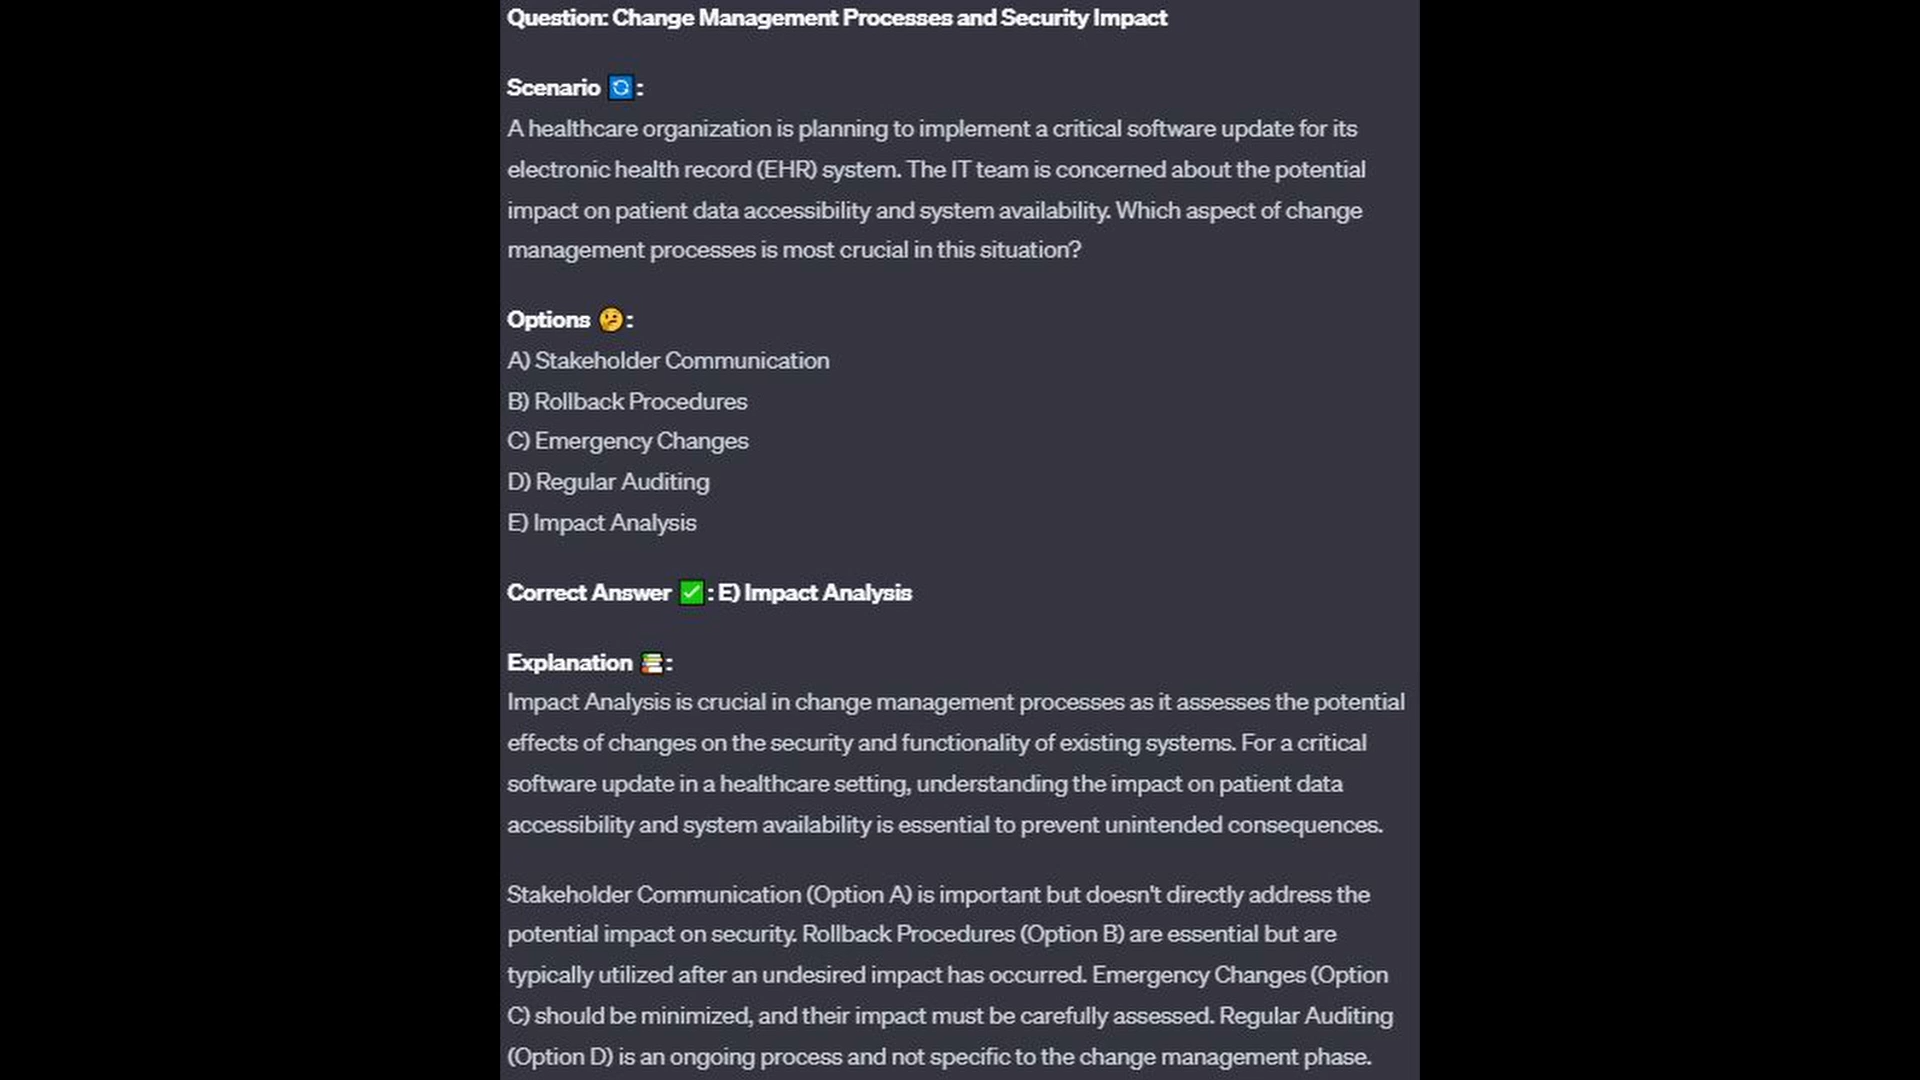 Question: Change Management Processes and Security Impact
Scenario 🔄:
A healthcare organization is planning to implement a critical software update for its
electronic health record (EHR) system. The IT team is concerned about the potential
impact on patient data accessibility and system availability. Which aspect of change
management processes is most crucial in this situation?
Options 🤔:
A) Stakeholder Communication
B) Rollback Procedures
C) Emergency Changes
D) Regular Auditing
E) Impact Analysis
Correct Answer ✅: E) Impact Analysis
Explanation 📚:
Impact Analysis is crucial in change management processes as it assesses the potential
effects of changes on the security and functionality of existing systems. For a critical
software update in a healthcare setting, understanding the impact on patient data
accessibility and system availability is essential to prevent unintended consequences.
Stakeholder Communication (Option A) is important but doesn't directly address the
potential impact on security. Rollback Procedures (Option B) are essential but are
typically utilized after an undesired impact has occurred. Emergency Changes (Option
C) should be minimized, and their impact must be carefully assessed. Regular Auditing
(Option D) is an ongoing process and not specific to the change management phase.